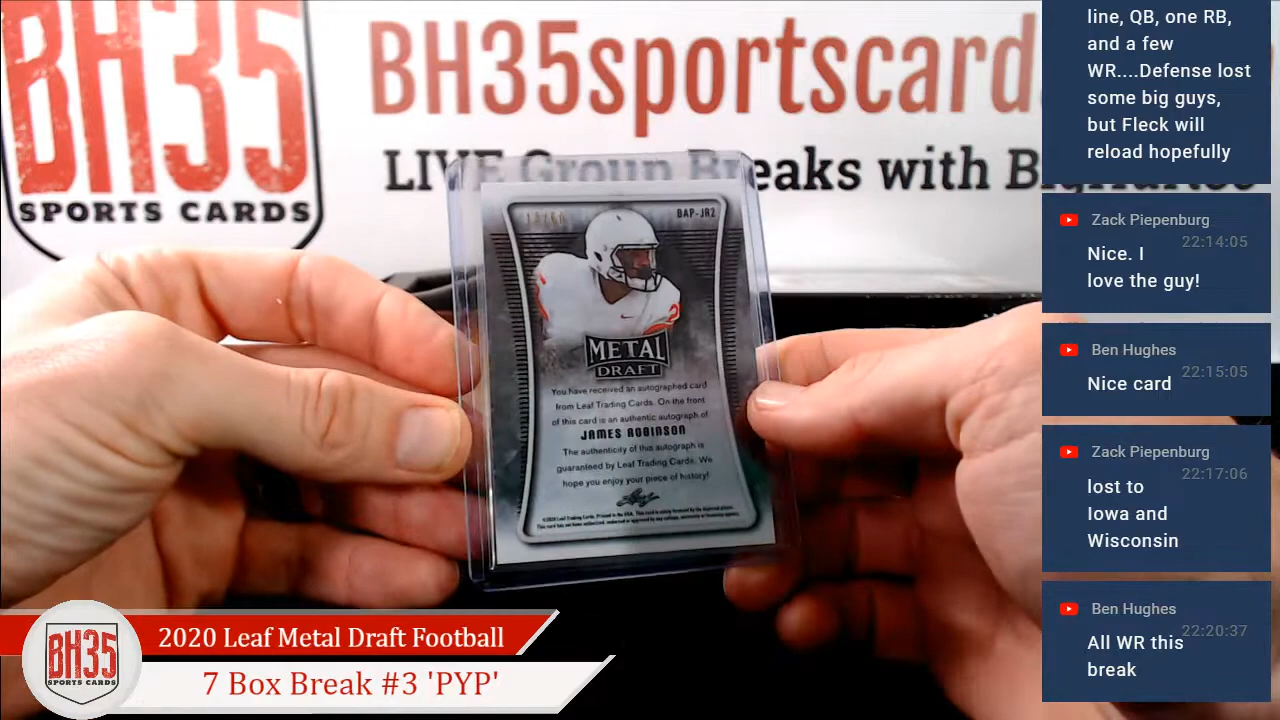 BH35
SPORTS CARDS
BH35sportscard
LIVE Group Breaks with
BAP-JR2
METAL
DRAFT
You have received an autographed card
from Leaf Trading Cards. On the front
of this card is an authentic autograph of
JAMES ROBINSON
The authenticity of this autograph is
guaranteed by Leaf Trading Cards. We
hope you enjoy your piece of history!
Leaf
line, QB, one RB,
and a few
WR....Defense lost
some big guys,
but Fleck will
reload hopefully
Zack Piepenburg
22:14:05
Nice. I
love the guy!
Ben Hughes
22:15:05
Nice card
Zack Piepenburg
22:17:06
lost to
Iowa and
Wisconsin
Ben Hughes
22:20:37
All WR this
break
BH35
SPORTS CARDS
2020 Leaf Metal Draft Football
7 Box Break #3 'PYP'